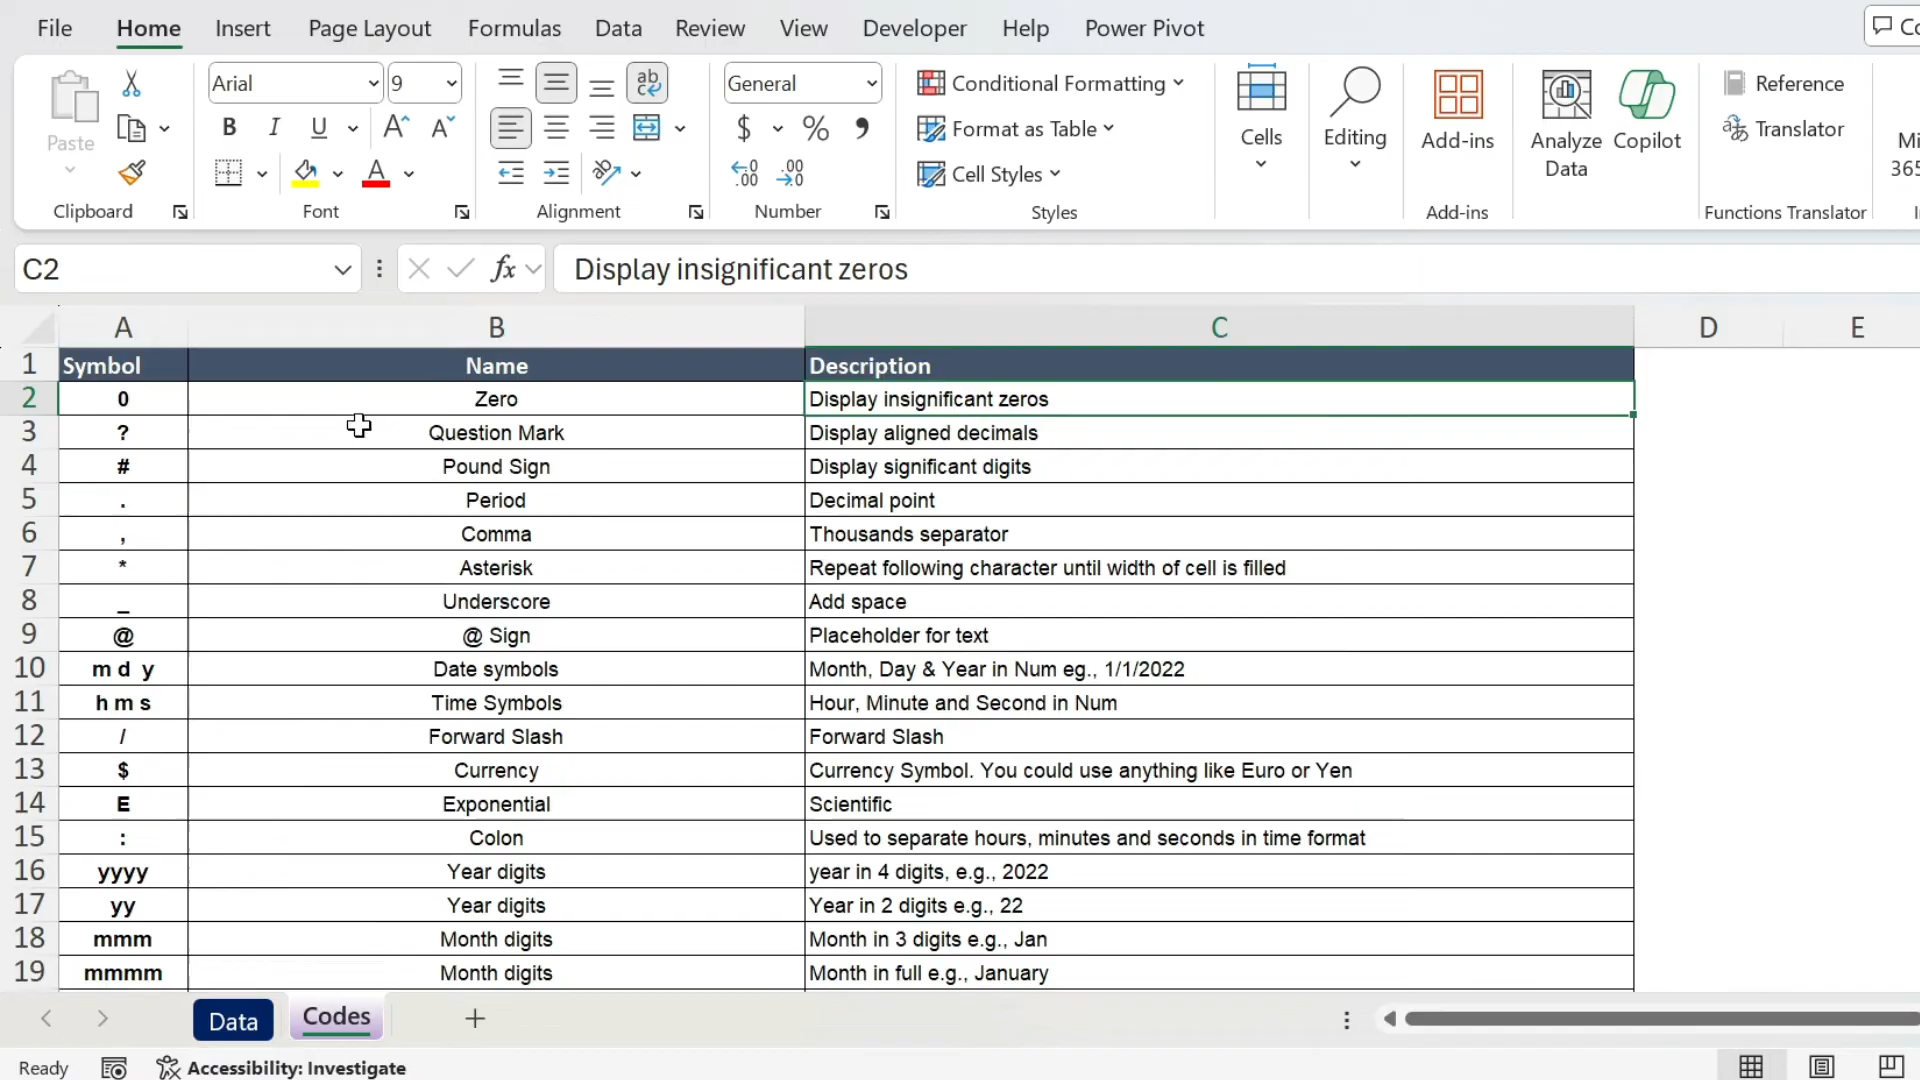 File Home Insert Page Layout Formulas Data Review View Developer Help Power Pivot
Arial 9 General Conditional Formatting Reference
Paste B I U A A $ % , Format as Table Cells Editing Add-ins Analyze Data Copilot Translator
A .00 .00 Cell Styles
Clipboard Font Alignment Number Styles Add-ins Functions Translator
C2 fx Display insignificant zeros
A B C D E
1 Symbol Name Description
2 0 Zero Display insignificant zeros
3 ? Question Mark Display aligned decimals
4 # Pound Sign Display significant digits
5 . Period Decimal point
6 , Comma Thousands separator
7 * Asterisk Repeat following character until width of cell is filled
8 _ Underscore Add space
9 @ @ Sign Placeholder for text
10 m d y Date symbols Month, Day & Year in Num eg., 1/1/2022
11 h m s Time Symbols Hour, Minute and Second in Num
12 / Forward Slash Forward Slash
13 $ Currency Currency Symbol. You could use anything like Euro or Yen
14 E Exponential Scientific
15 : Colon Used to separate hours, minutes and seconds in time format
16 yyyy Year digits year in 4 digits, e.g., 2022
17 yy Year digits Year in 2 digits e.g., 22
18 mmm Month digits Month in 3 digits e.g., Jan
19 mmmm Month digits Month in full e.g., January
Data Codes
Ready Accessibility: Investigate